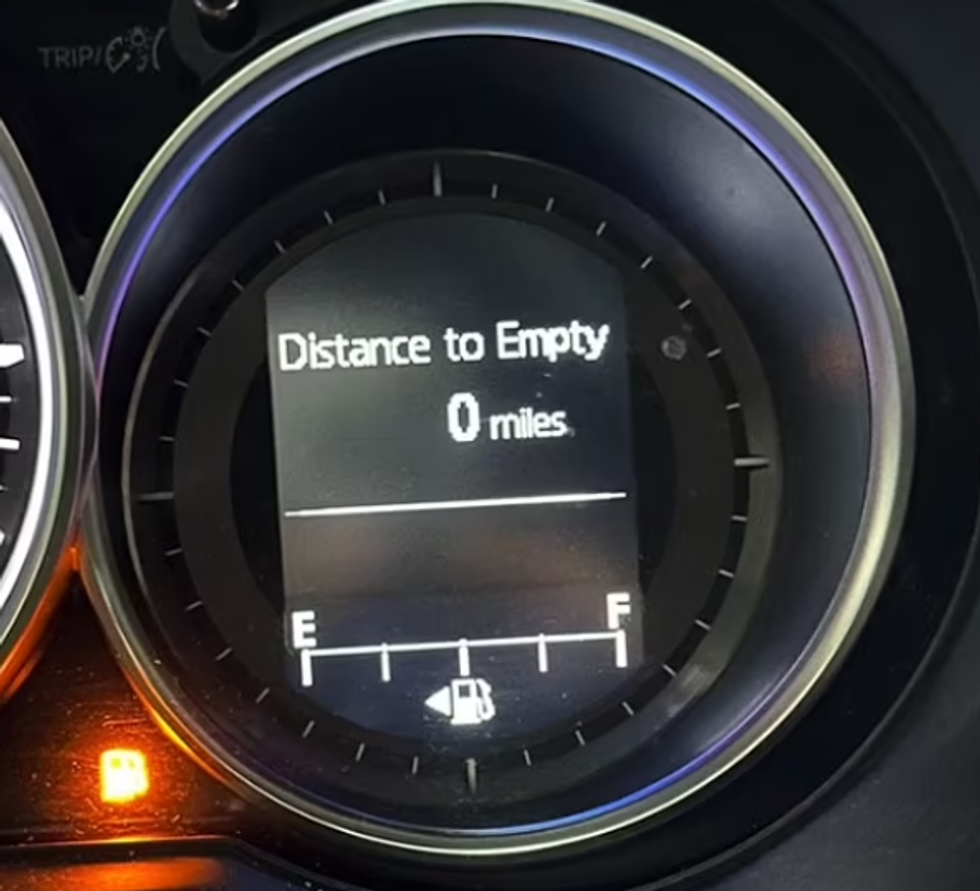 TRIP/
Distance to Empty
0 miles
E F